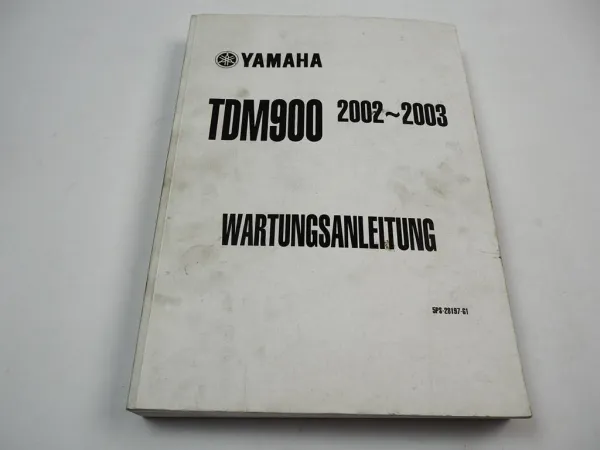 YAMAHA
TDM900 2002~2003
WARTUNGSANLEITUNG
5PS-28197-G1